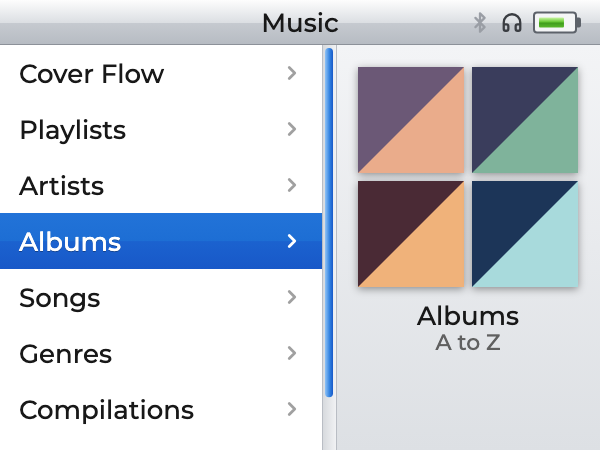 Music
Cover Flow
Playlists
Artists
Albums
Songs
Genres
Compilations
Albums
A to Z